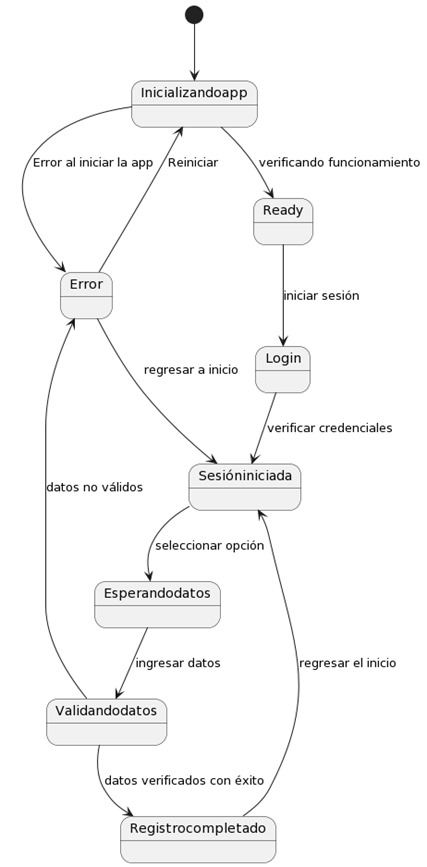 Inicializandoapp
Error al iniciar la app
Reiniciar
verificando funcionamiento
Ready
Error
iniciar sesión
Login
regresar a inicio
verificar credenciales
Sesióniniciada
datos no válidos
seleccionar opción
Esperandodatos
ingresar datos
regresar el inicio
Validandodatos
datos verificados con éxito
Registrocompletado